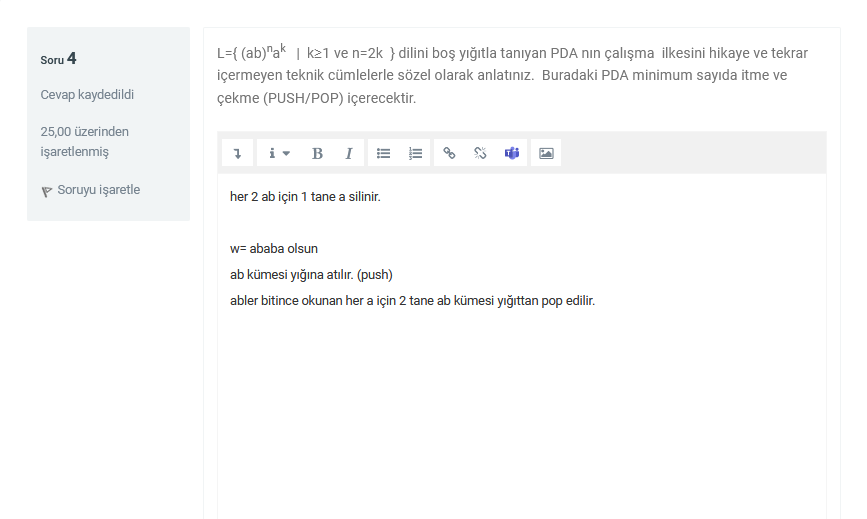 Soru 4
Cevap kaydedildi
25,00 üzerinden
işaretlenmiş
Soruyu işaretle
L={ (ab)ⁿaᵏ | k≥1 ve n=2k } dilini boş yığıtla tanıyan PDA nın çalışma ilkesini hikaye ve tekrar
içermeyen teknik cümlelerle sözel olarak anlatınız. Buradaki PDA minimum sayıda itme ve
çekme (PUSH/POP) içerecektir.
B I
her 2 ab için 1 tane a silinir.
w= ababa olsun
ab kümesi yığına atılır. (push)
abler bitince okunan her a için 2 tane ab kümesi yığıttan pop edilir.